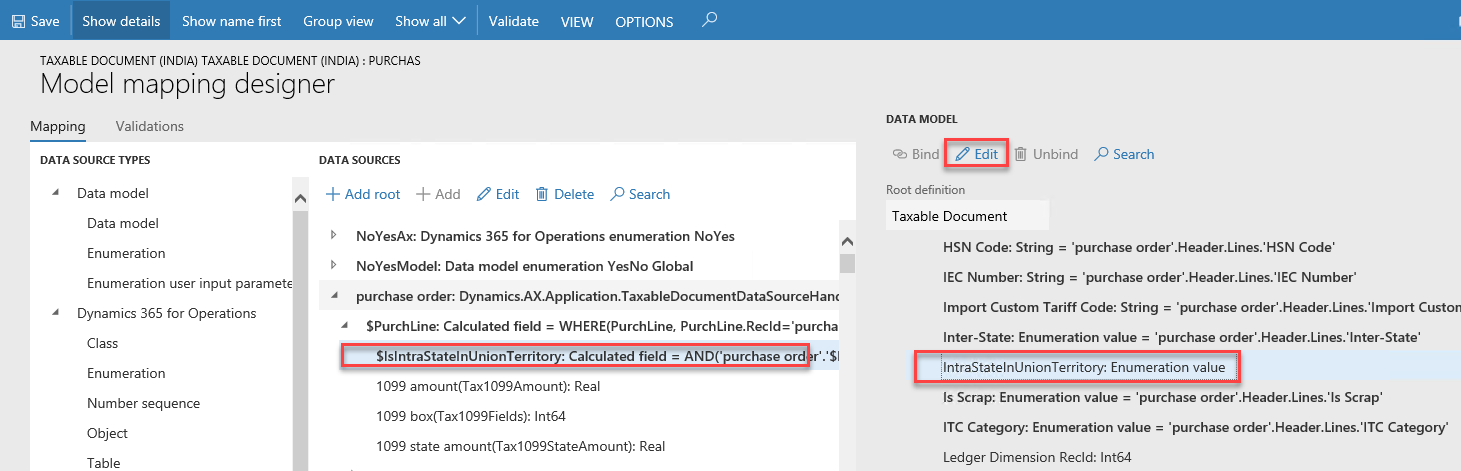 Save Show details Show name first Group view Show all Validate VIEW OPTIONS
TAXABLE DOCUMENT (INDIA) TAXABLE DOCUMENT (INDIA) : PURCHAS
Model mapping designer
Mapping Validations
DATA SOURCE TYPES
Data model
Data model
Enumeration
Enumeration user input paramete
Dynamics 365 for Operations
Class
Enumeration
Number sequence
Object
Table
DATA SOURCES
Add root Add Edit Delete Search
NoYesAx: Dynamics 365 for Operations enumeration NoYes
NoYesModel: Data model enumeration YesNo Global
purchase order: Dynamics.AX.Application.TaxableDocumentDataSourceHand
$PurchLine: Calculated field = WHERE(PurchLine, PurchLine.RecId='purcha
$IsIntraStateInUnionTerritory: Calculated field = AND('purchase order'.'$
1099 amount(Tax1099Amount): Real
1099 box(Tax1099Fields): Int64
1099 state amount(Tax1099StateAmount): Real
DATA MODEL
Bind Edit Unbind Search
Root definition
Taxable Document
HSN Code: String = 'purchase order'.Header.Lines.'HSN Code'
IEC Number: String = 'purchase order'.Header.Lines.'IEC Number'
Import Custom Tariff Code: String = 'purchase order'.Header.Lines.'Import Custom
Inter-State: Enumeration value = 'purchase order'.Header.Lines.'Inter-State'
IntraStateInUnionTerritory: Enumeration value
Is Scrap: Enumeration value = 'purchase order'.Header.Lines.'Is Scrap'
ITC Category: Enumeration value = 'purchase order'.Header.Lines.'ITC Category'
Ledger Dimension RecId: Int64